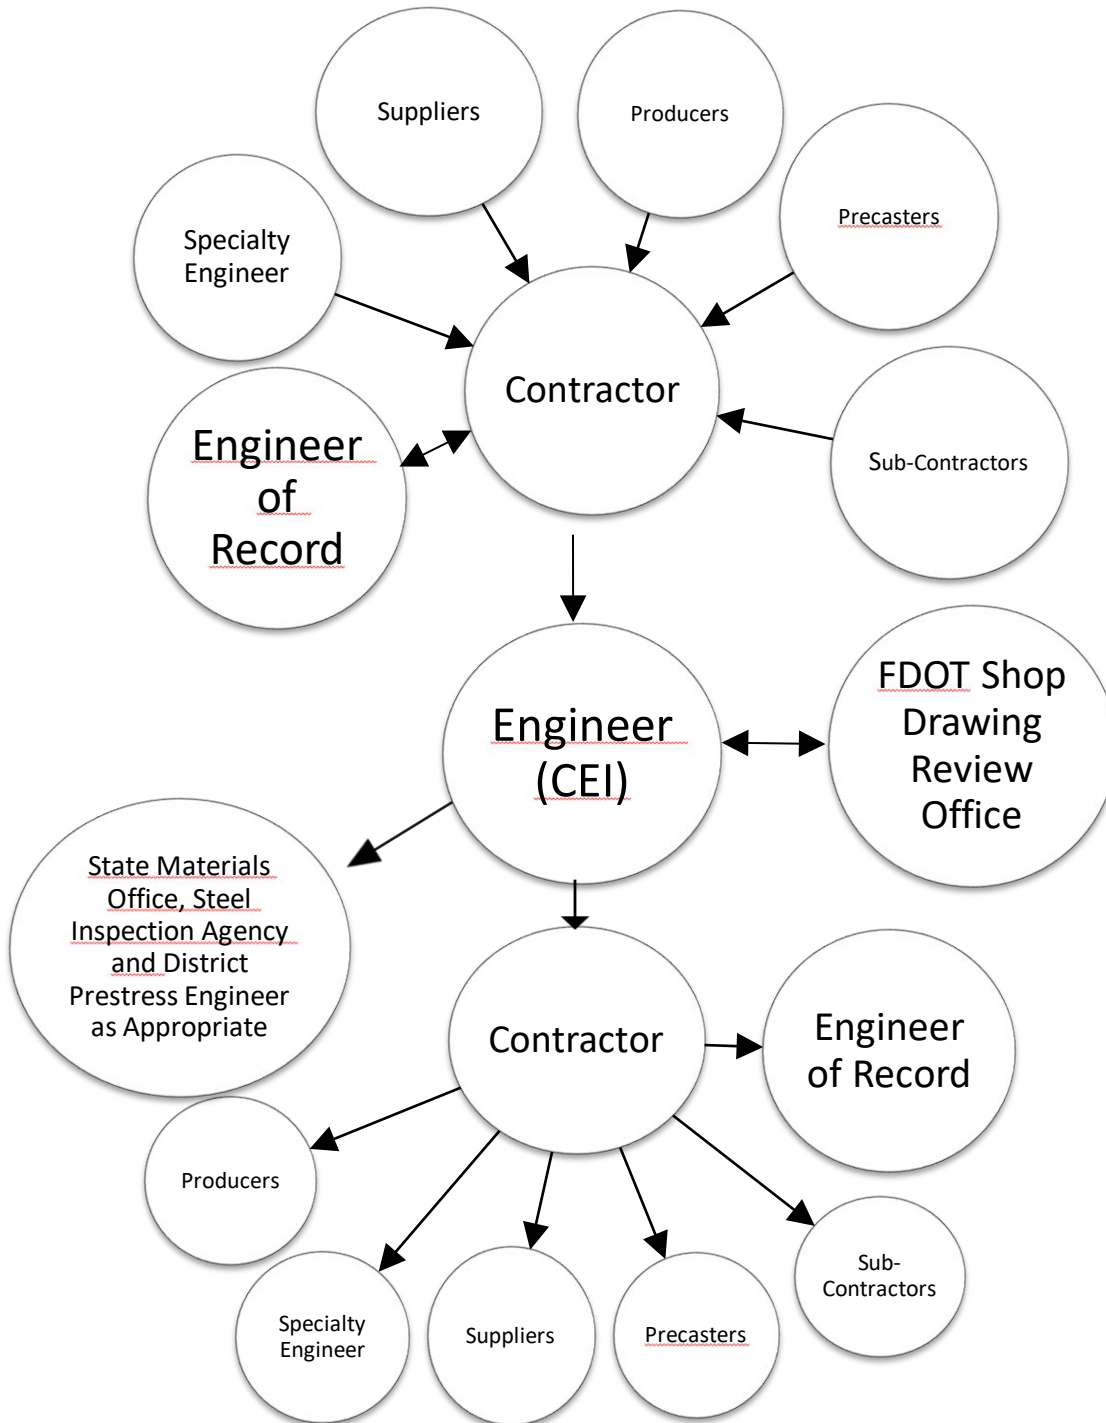 Suppliers
Producers
Precasters
Specialty
Engineer
Contractor
Engineer
of
Record
Sub-Contractors
Engineer
(CEI)
FDOT Shop
Drawing
Review
Office
State Materials
Office, Steel
Inspection Agency
and District
Prestress Engineer
as Appropriate
Contractor
Engineer
of Record
Producers
Specialty
Engineer
Suppliers
Precasters
Sub-
Contractors